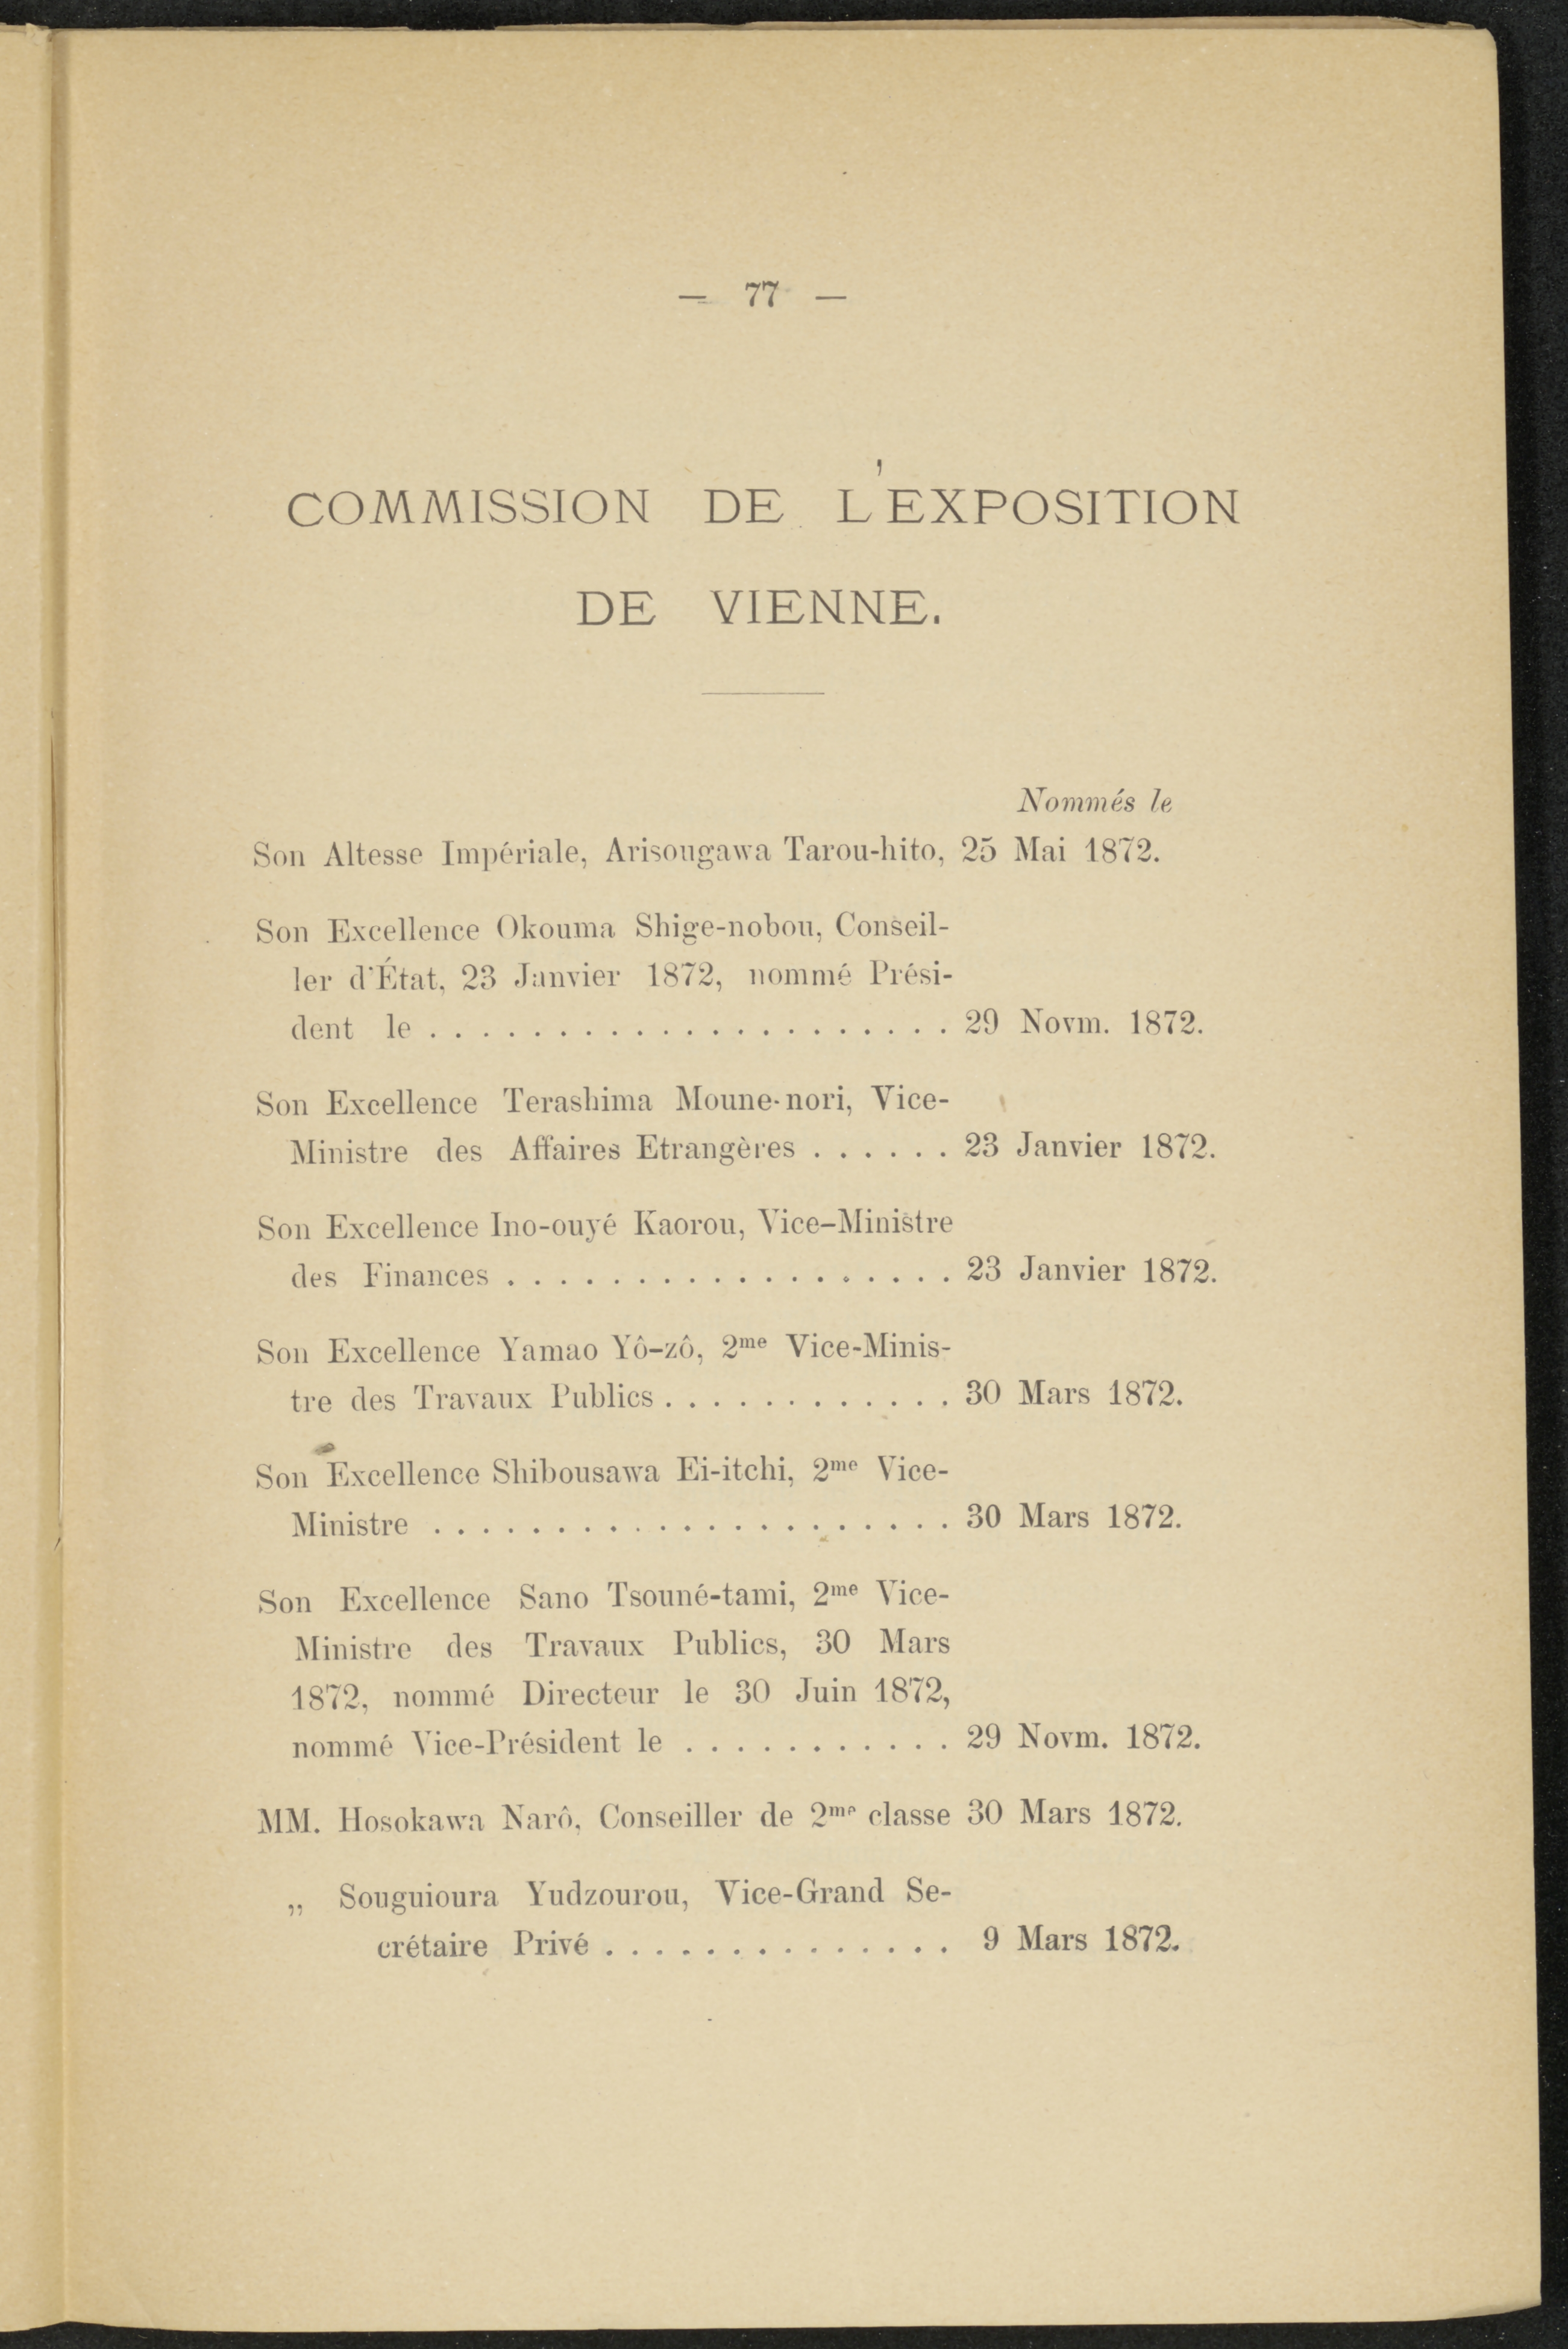 — 77 —
COMMISSION DE L'EXPOSITION
DE VIENNE.
Nommés le
Son Altesse Impériale, Arisougawa Tarou-hito, 25 Mai 1872.
Son Excellence Okouma Shige-nobou, Conseil-
ler d'État, 23 Janvier 1872, nommé Prési-
dent le . . . . . . . . . . . . . . . . . . . . . 29 Novm. 1872.
Son Excellence Terashima Moune-nori, Vice-
Ministre des Affaires Etrangères . . . . . . 23 Janvier 1872.
Son Excellence Ino-ouyé Kaorou, Vice-Ministre
des Finances . . . . . . . . . . . . . . . . . . 23 Janvier 1872.
Son Excellence Yamao Yô-zô, 2me Vice-Minis-
tre des Travaux Publics . . . . . . . . . . . . 30 Mars 1872.
Son Excellence Shibousawa Ei-itchi, 2me Vice-
Ministre . . . . . . . . . . . . . . . . . . . . . 30 Mars 1872.
Son Excellence Sano Tsouné-tami, 2me Vice-
Ministre des Travaux Publics, 30 Mars
1872, nommé Directeur le 30 Juin 1872,
nommé Vice-Président le . . . . . . . . . . . 29 Novm. 1872.
MM. Hosokawa Narô, Conseiller de 2me classe 30 Mars 1872.
„ Souguioura Yudzourou, Vice-Grand Se-
crétaire Privé . . . . . . . . . . . . . . 9 Mars 1872.